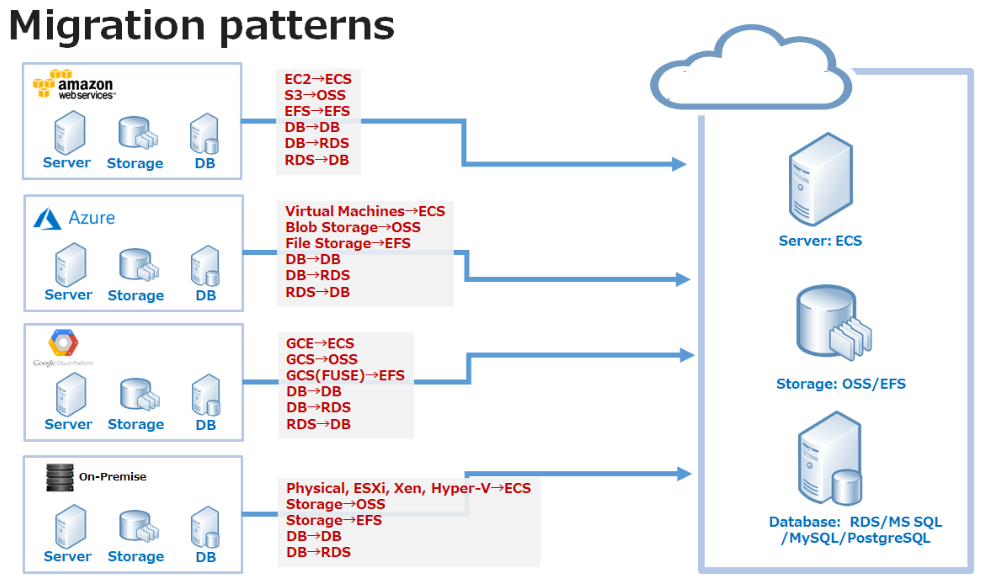 Migration patterns
amazon
webservices™
Server
Storage
DB
EC2→ECS
S3→OSS
EFS→EFS
DB→DB
DB→RDS
RDS→DB
Azure
Server
Storage
DB
Virtual Machines→ECS
Blob Storage→OSS
File Storage→EFS
DB→DB
DB→RDS
RDS→DB
Google Cloud Platform
Server
Storage
DB
GCE→ECS
GCS→OSS
GCS(FUSE)→EFS
DB→DB
DB→RDS
RDS→DB
On-Premise
Server
Storage
DB
Physical, ESXi, Xen, Hyper-V→ECS
Storage→OSS
Storage→EFS
DB→DB
DB→RDS
Server: ECS
Storage: OSS/EFS
Database: RDS/MS SQL
/MySQL/PostgreSQL